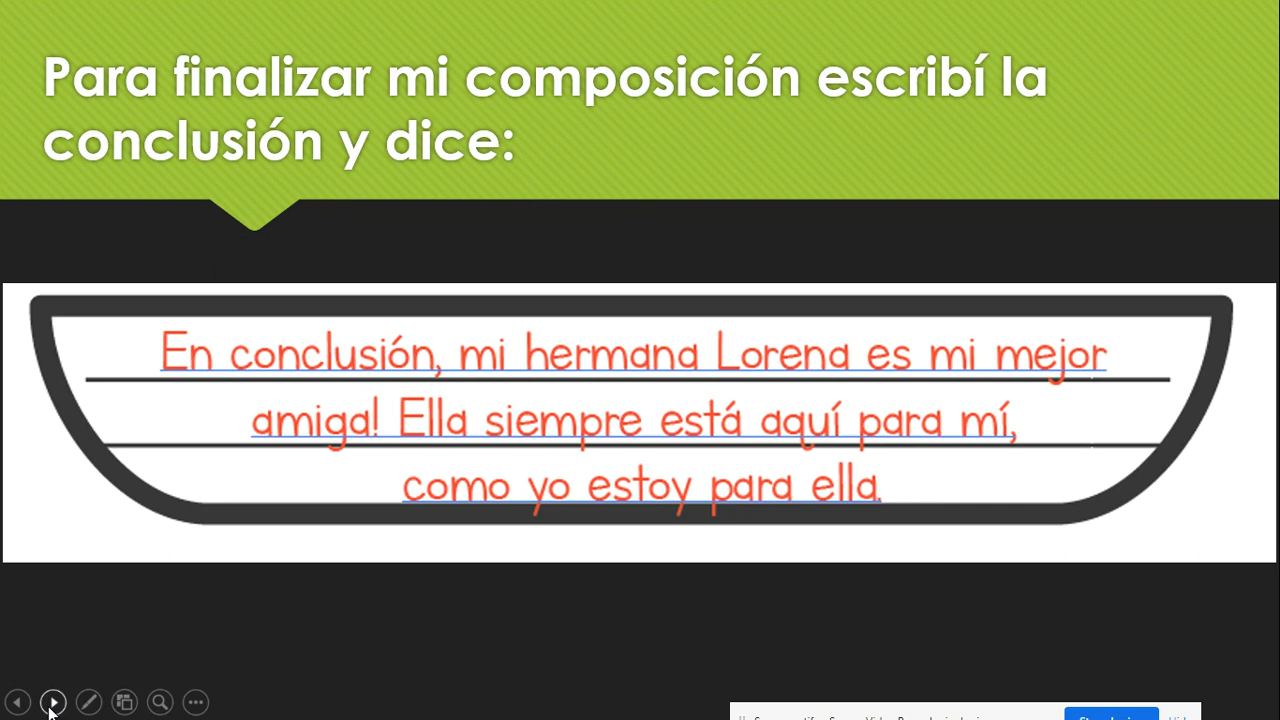 Para finalizar mi composición escribí la
conclusión y dice:
En conclusión, mi hermana Lorena es mi mejor
amiga! Ella siempre está aquí para mí,
como yo estoy para ella.